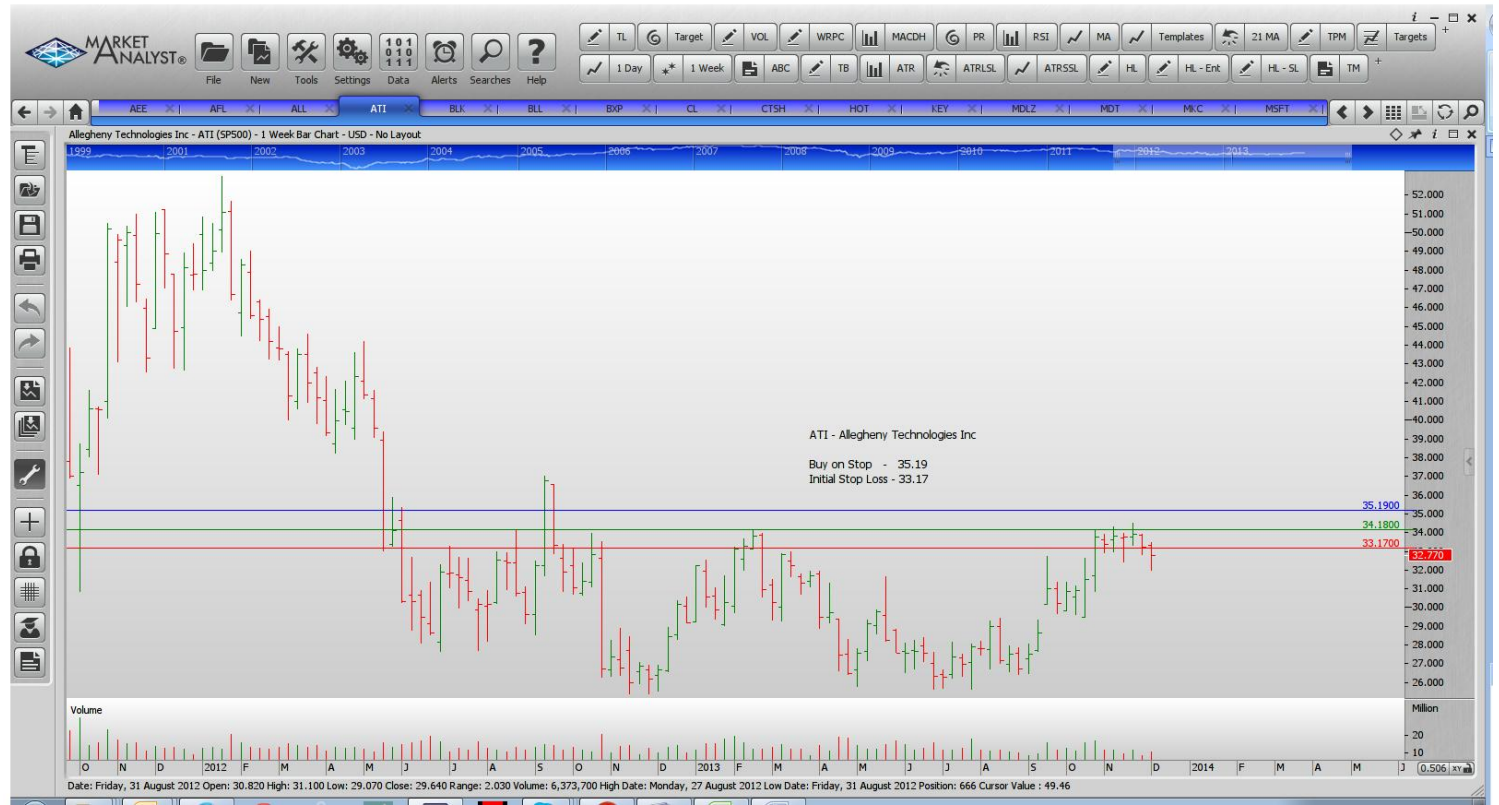 MARKET ANALYST®
File New Tools Settings Data Alerts Searches Help
TL Target VOL WRPC MACDH PR RSI MA Templates 21 MA TPM Targets
1 Day 1 Week ABC TB ATR ATRLSL ATRSSL HL HL - Ent HL - SL TM
AEE AFL ALL ATI BLK BLL BXP CL CTSH HOT KEY MDLZ MDT MKC MSFT
Allegheny Technologies Inc - ATI (SP500) - 1 Week Bar Chart - USD - No Layout
1999 2001 2002 2003 2004 2005 2006 2007 2008 2009 2010 2011 2012 2013
52.000
51.000
50.000
49.000
48.000
47.000
46.000
45.000
44.000
43.000
42.000
41.000
40.000
39.000
ATI - Allegheny Technologies Inc
38.000
Buy on Stop - 35.19
37.000
Initial Stop Loss - 33.17
36.000
35.1900
35.000
34.1800
34.000
33.1700
32.770
32.000
31.000
30.000
29.000
28.000
27.000
26.000
Volume
Million
20
10
O N D 2012 F M A M J J A S O N D 2013 F M A M J J A S O N D 2014 F M A M J
0.506 XY
Date: Friday, 31 August 2012 Open: 30.820 High: 31.100 Low: 29.070 Close: 29.640 Range: 2.030 Volume: 6,373,700 High Date: Monday, 27 August 2012 Low Date: Friday, 31 August 2012 Position: 666 Cursor Value : 49.46